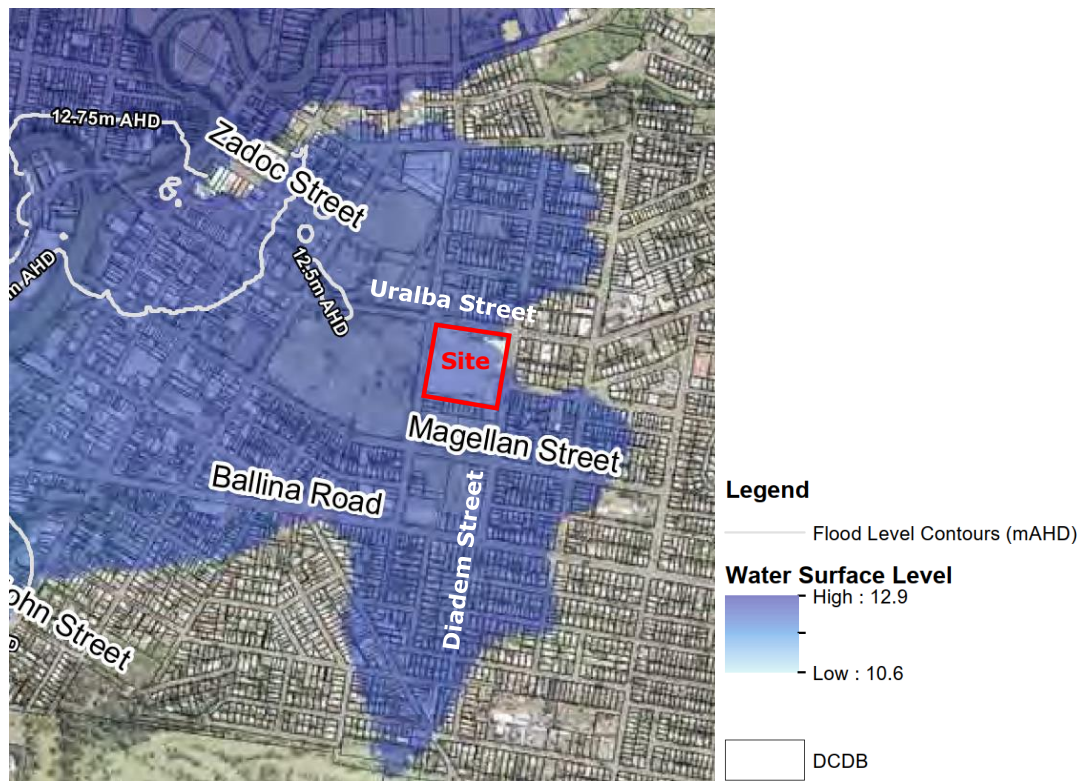 12.75m AHD
Zadoc Street
12.5m AHD
m AHD
Uralba Street
Site
Magellan Street
Ballina Road
Diadem Street
ohn Street
D
Legend
Flood Level Contours (mAHD)
Water Surface Level
High : 12.9
Low : 10.6
DCDB